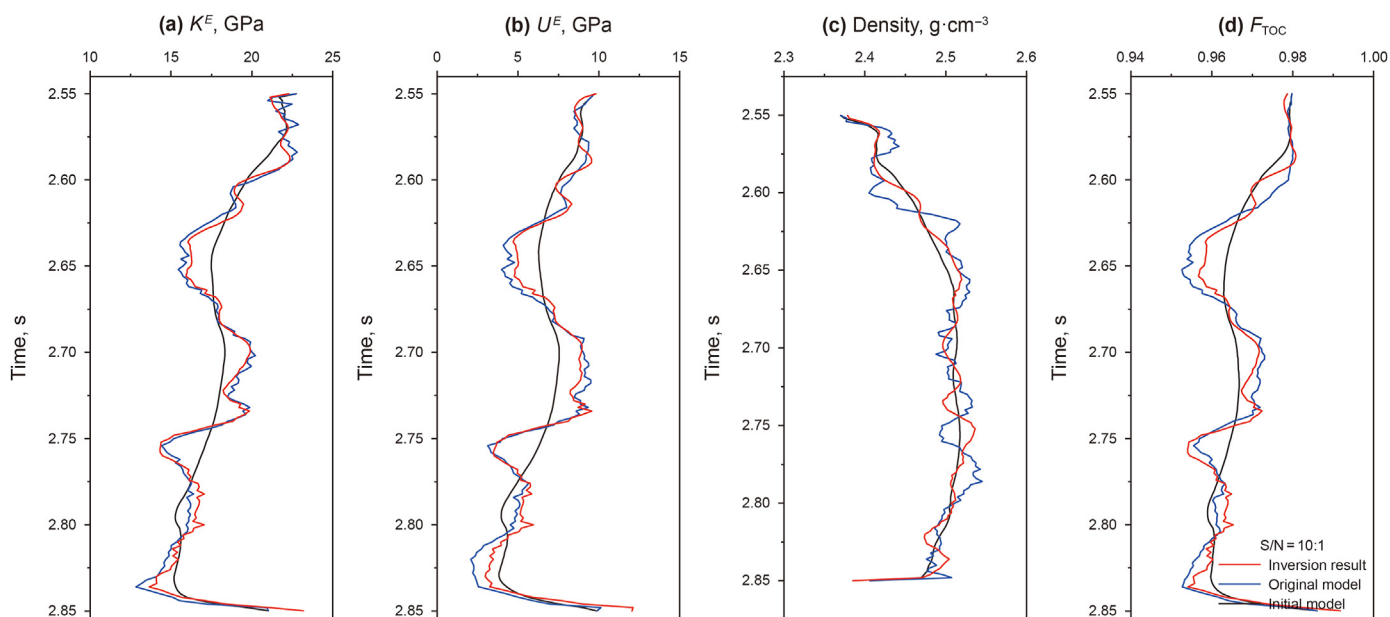 (a) Kᴱ, GPa
10 15 20 25
2.55
2.60
2.65
2.70
2.75
2.80
2.85
Time, s
(b) Uᴱ, GPa
0 5 10 15
2.55
2.60
2.65
2.70
2.75
2.80
2.85
Time, s
(c) Density, g·cm⁻³
2.3 2.4 2.5 2.6
2.55
2.60
2.65
2.70
2.75
2.80
2.85
Time, s
(d) F_TOC
0.94 0.96 0.98 1.00
2.55
2.60
2.65
2.70
2.75
2.80
2.85
Time, s
S/N = 10:1
Inversion result
Original model
Initial model